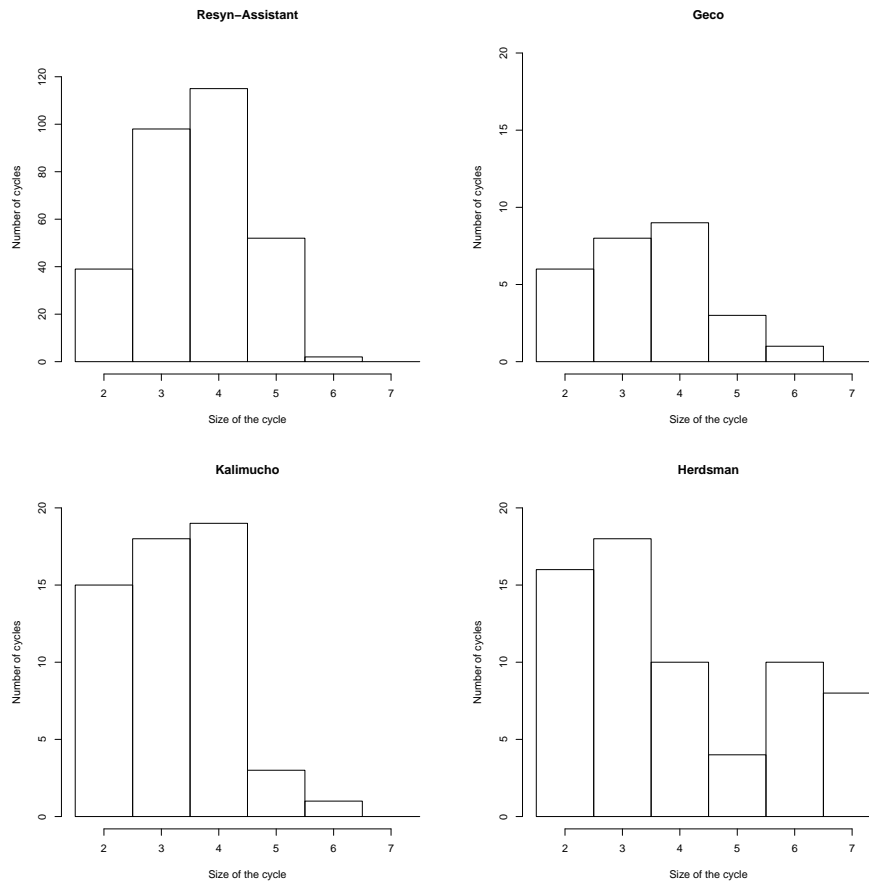 Resyn−Assistant
Number of cycles
120
100
80
60
40
20
0
2 3 4 5 6 7
Size of the cycle
Geco
Number of cycles
20
15
10
5
0
2 3 4 5 6 7
Size of the cycle
Kalimucho
Number of cycles
20
15
10
5
0
2 3 4 5 6 7
Size of the cycle
Herdsman
Number of cycles
20
15
10
5
0
2 3 4 5 6 7
Size of the cycle